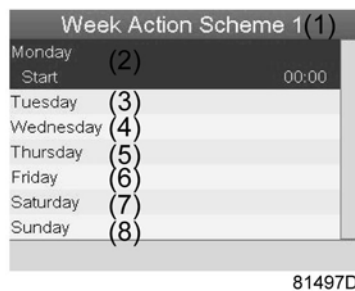 Week Action Scheme 1(1)
Monday (2)
Start 00:00
Tuesday (3)
Wednesday (4)
Thursday (5)
Friday (6)
Saturday (7)
Sunday (8)
81497D